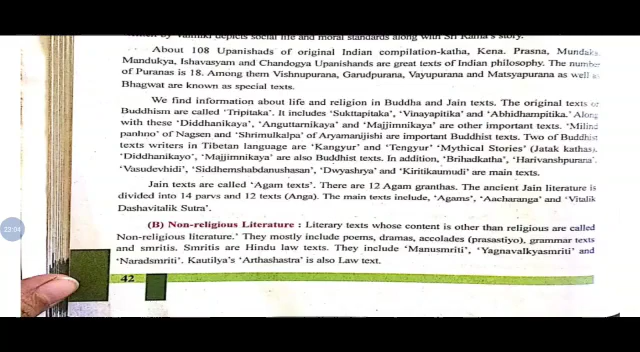 written by Valmiki depicts social life and moral standards along with Sri Rama's story.
About 108 Upanishads of original Indian compilation-katha, Kena. Prasna, Mundaka
Mandukya, Ishavasyam and Chandogya Upanishands are great texts of Indian philosophy. The number
of Puranas is 18. Among them Vishnupurana, Garudpurana, Vayupurana and Matsyapurana as well as
Bhagwat are known as special texts.
We find information about life and religion in Buddha and Jain texts. The original texts of
Buddhism are called 'Tripitaka'. It includes 'Sukttapitaka', 'Vinayapitika' and 'Abhidhampitika.' Along
with these 'Diddhanikaya', 'Anguttarnikaya' and 'Majjimnikaya' are other important texts. 'Milind
panhno' of Nagsen and 'Shrimulkalpa' of Aryamanjishi are important Buddhist texts. Two of Buddhist
texts writers in Tibetan language are 'Kangyur' and 'Tengyur' 'Mythical Stories' (Jatak kathas).
'Diddhanikayo', 'Majjimnikaya' are also Buddhist texts. In addition, 'Brihadkatha', 'Harivanshpurana'.
'Vasudevhidi', 'Siddhemshabdanushasan', 'Dwyashrya' and 'Kiritikaumudi' are main texts.
Jain texts are called 'Agam texts'. There are 12 Agam granthas. The ancient Jain literature is
divided into 14 parvs and 12 texts (Anga). The main texts include, 'Agams', 'Aacharanga' and 'Vitalik
Dashavitalik Sutra'.
(B) Non-religious Literature : Literary texts whose content is other than religious are called
Non-religious literature.' They mostly include poems, dramas, accolades (prasastiyo), grammar texts
and smritis. Smritis are Hindu law texts. They include 'Manusmriti', 'Yagnavalkyasmriti' and
'Naradsmriti'. Kautilya's 'Arthashastra' is also Law text.
42
23:04